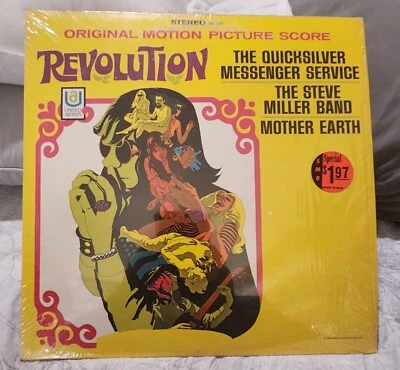 STEREO
ORIGINAL MOTION PICTURE SCORE
REVOLUTION
THE QUICKSILVER
MESSENGER SERVICE
THE STEVE
MILLER BAND
MOTHER EARTH
UA
UNITED
ARTISTS
SMR
Special
$1.97